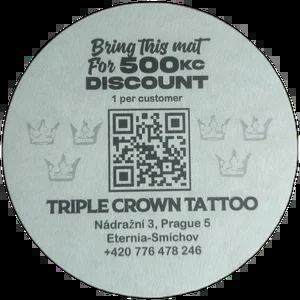 Bring This mat
For 500KC
DISCOUNT
1 per customer
TRIPLE CROWN TATTOO
Nádražní 3, Prague 5
Eternia-Smíchov
+420 776 478 246